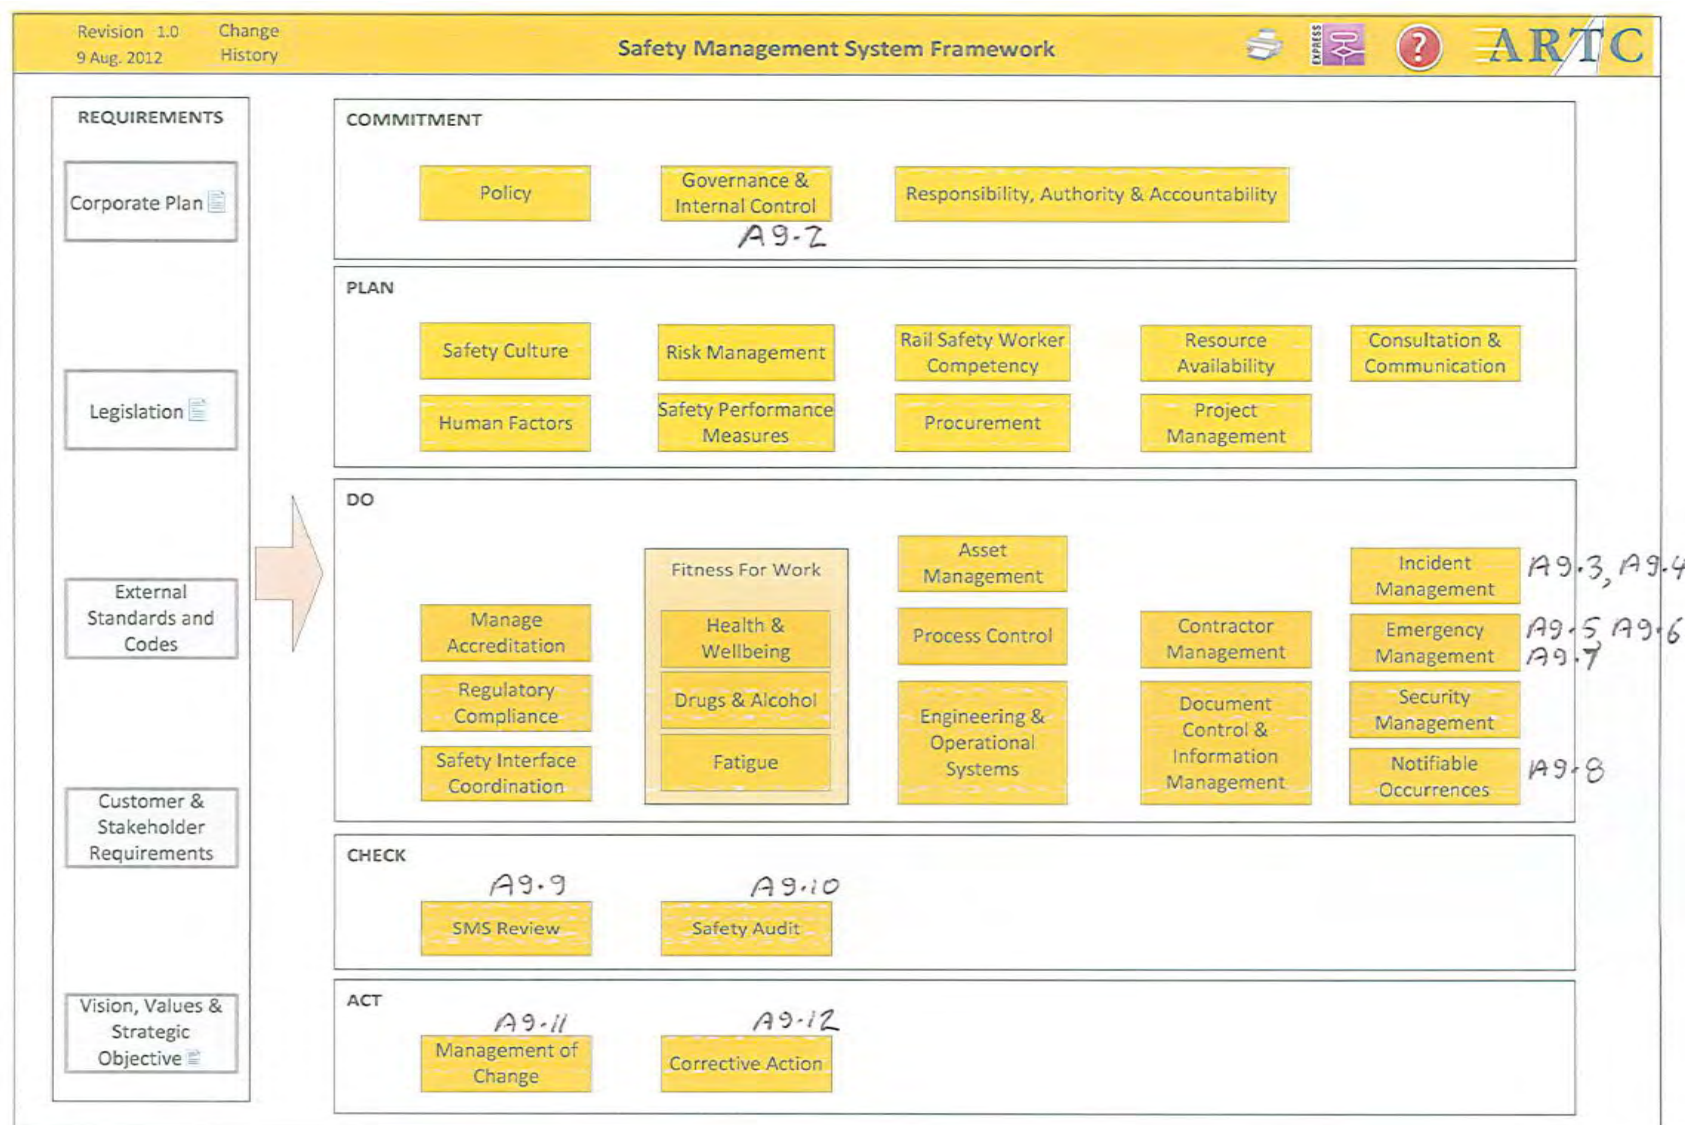 Revision 1.0 Change
9 Aug. 2012 History
Safety Management System Framework
EXPRESS
?
ARTC
REQUIREMENTS
Corporate Plan
Legislation
External
Standards and
Codes
Customer &
Stakeholder
Requirements
Vision, Values &
Strategic
Objective
COMMITMENT
Policy
Governance &
Internal Control
A9.2
Responsibility, Authority & Accountability
PLAN
Safety Culture
Risk Management
Rail Safety Worker
Competency
Resource
Availability
Consultation &
Communication
Human Factors
Safety Performance
Measures
Procurement
Project
Management
DO
Manage
Accreditation
Regulatory
Compliance
Safety Interface
Coordination
Fitness For Work
Health &
Wellbeing
Drugs & Alcohol
Fatigue
Asset
Management
Process Control
Engineering &
Operational
Systems
Contractor
Management
Document
Control &
Information
Management
Incident
Management
A9.3, A9.4
Emergency
Management
A9.5 A9.6
A9.7
Security
Management
Notifiable
Occurrences
A9.8
CHECK
A9.9
SMS Review
A9.10
Safety Audit
ACT
A9.11
Management of
Change
A9.12
Corrective Action